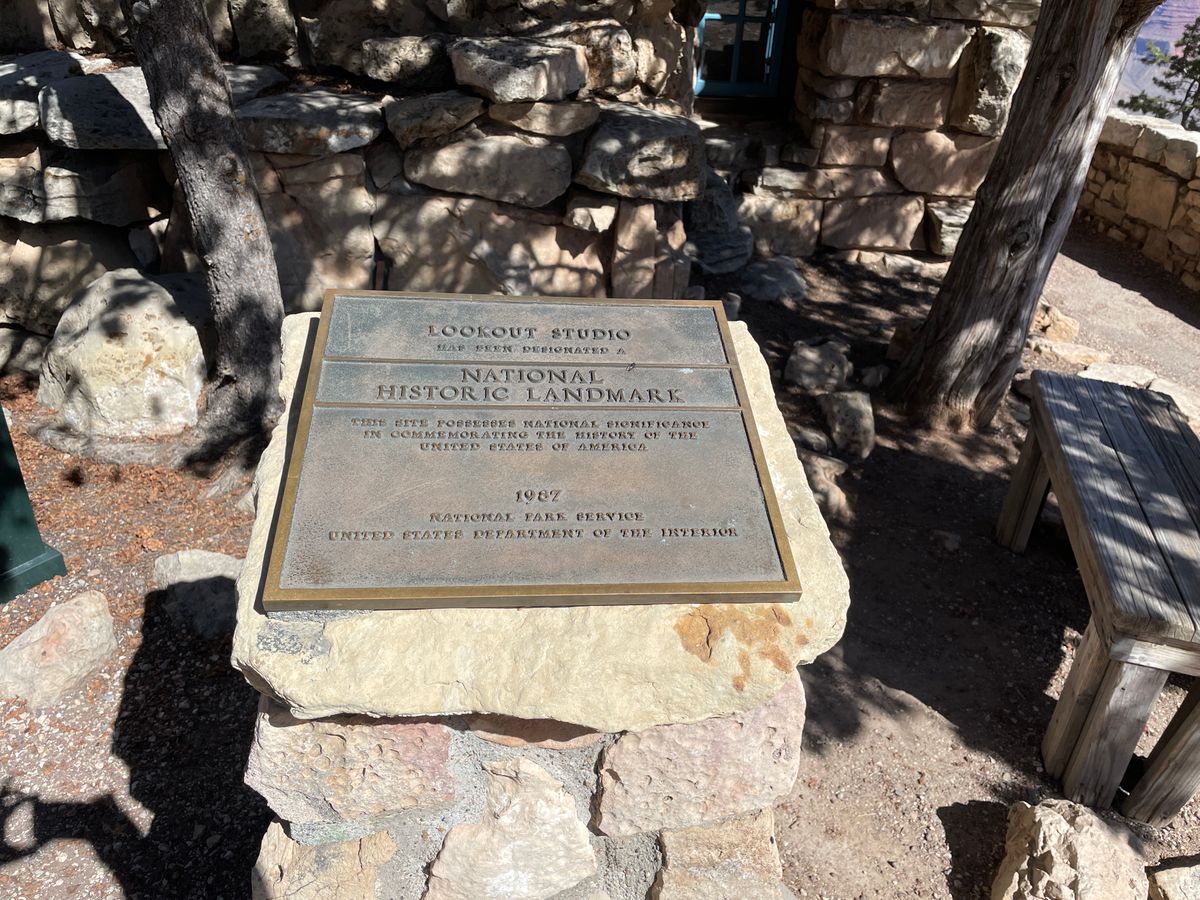 LOOKOUT STUDIO
HAS BEEN DESIGNATED A
NATIONAL
HISTORIC LANDMARK
THIS SITE POSSESSES NATIONAL SIGNIFICANCE
IN COMMEMORATING THE HISTORY OF THE
UNITED STATES OF AMERICA
1987
NATIONAL PARK SERVICE
UNITED STATES DEPARTMENT OF THE INTERIOR